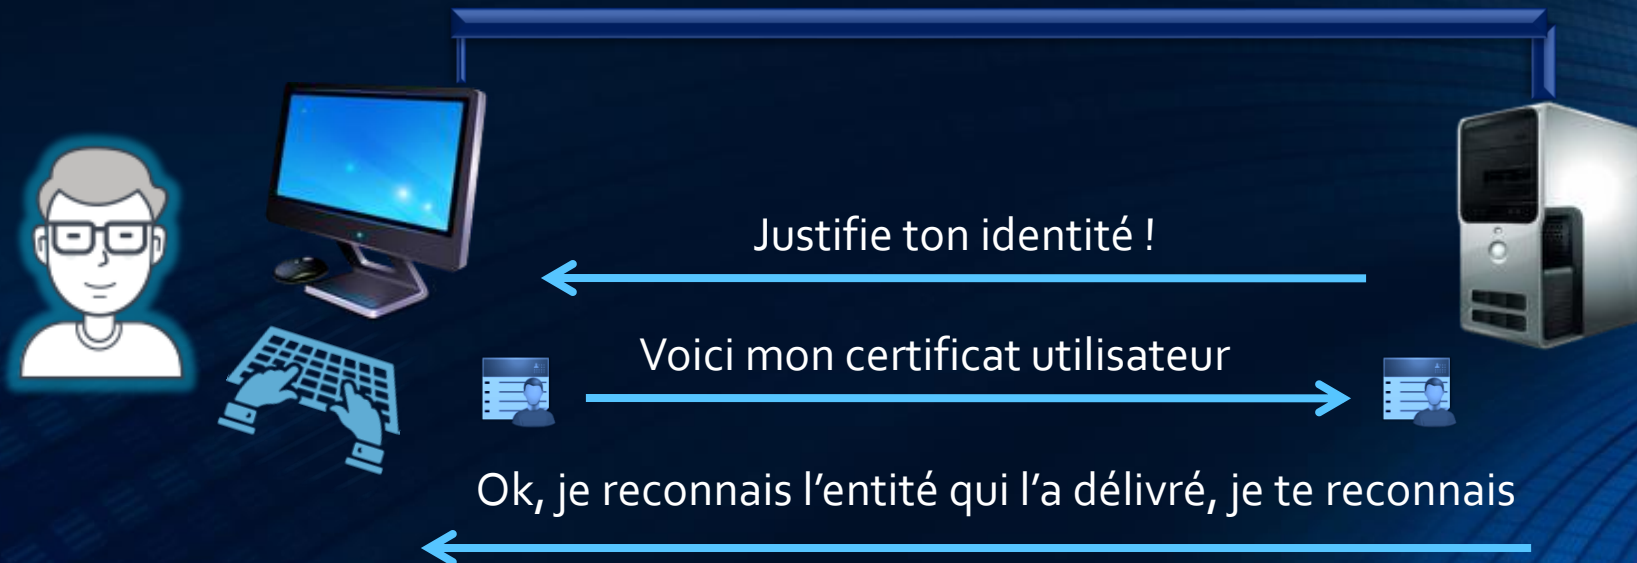 Justifie ton identité !
Voici mon certificat utilisateur
Ok, je reconnais l'entité qui l'a délivré, je te reconnais